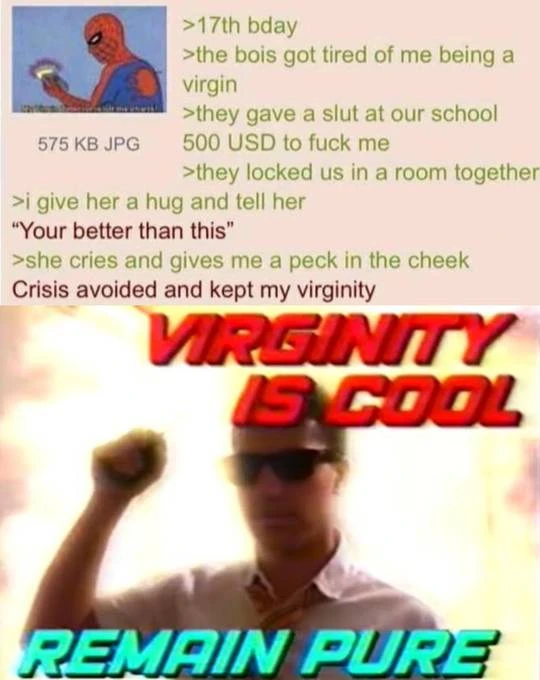 >17th bday
>the bois got tired of me being a
virgin
>they gave a slut at our school
500 USD to fuck me
>they locked us in a room together
575 KB JPG
>i give her a hug and tell her
“Your better than this”
>she cries and gives me a peck in the cheek
Crisis avoided and kept my virginity
VIRGINITY
IS COOL
REMAIN PURE